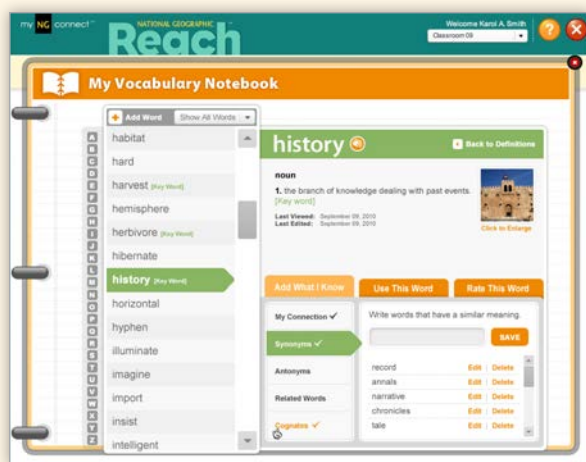 my NG connect™
NATIONAL GEOGRAPHIC
Reach
Welcome Karol A. Smith
Classroom 09
?
My Vocabulary Notebook
+ Add Word
Show All Words
A
B
C
D
E
F
G
H
I
J
K
L
M
N
O
P
Q
R
S
T
U
V
W
X
Y
Z
habitat
hard
harvest [Key Word]
hemisphere
herbivore [Key Word]
hibernate
history [Key Word]
horizontal
hyphen
illuminate
imagine
import
insist
intelligent
history
Back to Definitions
noun
1. the branch of knowledge dealing with past events.
[Key word]
Last Viewed: September 09, 2010
Last Edited: September 09, 2010
Click to Enlarge
Add What I Know
Use This Word
Rate This Word
My Connection ✓
Synonyms ✓
Antonyms
Related Words
Cognates ✓
Write words that have a similar meaning.
SAVE
record Edit | Delete
annals Edit | Delete
narrative Edit | Delete
chronicles Edit | Delete
tale Edit | Delete